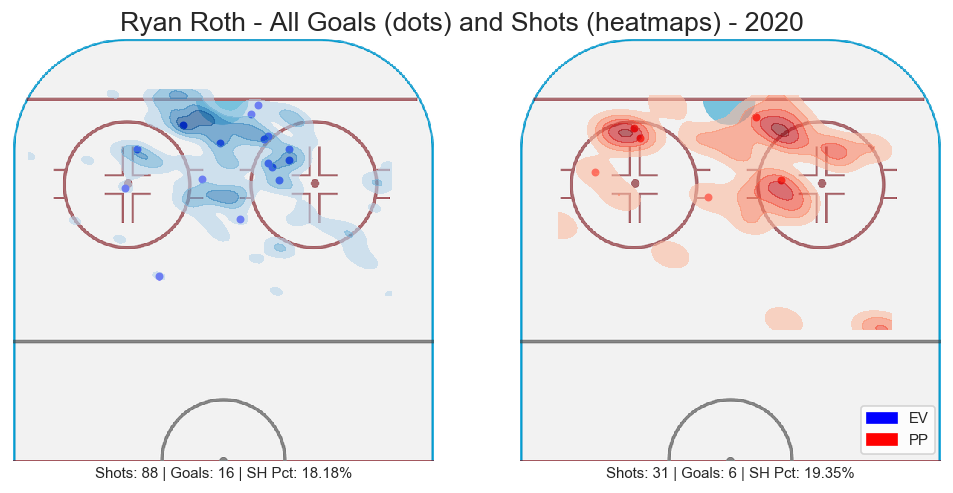 Ryan Roth - All Goals (dots) and Shots (heatmaps) - 2020
EV
PP
Shots: 88 | Goals: 16 | SH Pct: 18.18%
Shots: 31 | Goals: 6 | SH Pct: 19.35%